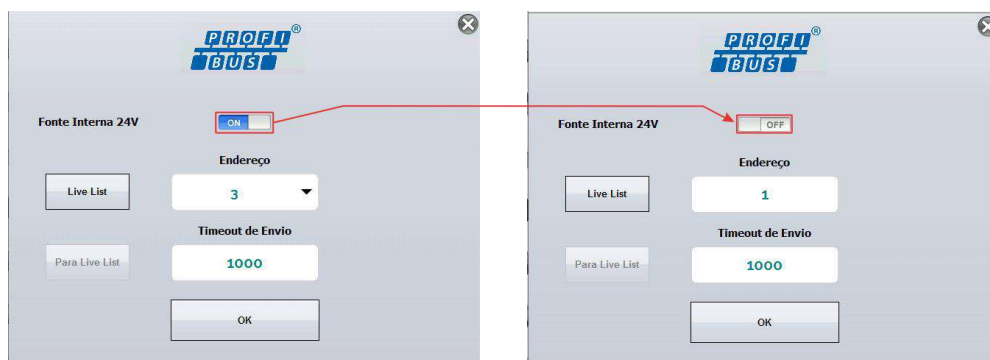 PROFI®
BUS
Fonte Interna 24V
ON
Endereço
Live List
3
Timeout de Envio
Para Live List
1000
OK
PROFI®
BUS
Fonte Interna 24V
OFF
Endereço
Live List
1
Timeout de Envio
Para Live List
1000
OK